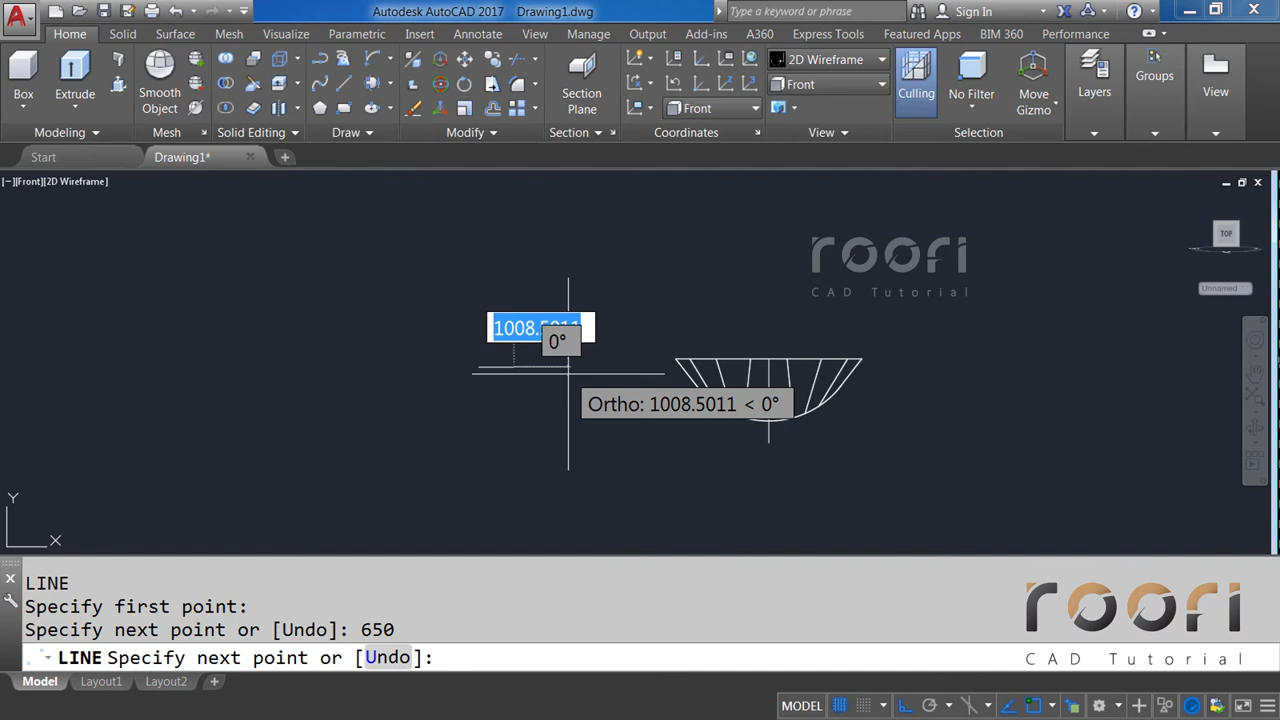 A Autodesk AutoCAD 2017 Drawing1.dwg Type a keyword or phrase Sign In
Home Solid Surface Mesh Visualize Parametric Insert Annotate View Manage Output Add-ins A360 Express Tools Featured Apps BIM 360 Performance
2D Wireframe
Front
Front
Box Extrude Smooth Object Section Plane Culling No Filter Move Gizmo Layers Groups View
Modeling Mesh Solid Editing Draw Modify Section Coordinates View Selection
Start Drawing1*
[−][Front][2D Wireframe]
TOP
roofi
CAD Tutorial
Unnamed
1008.5011
0°
Ortho: 1008.5011 < 0°
Y
X
LINE
Specify first point:
Specify next point or [Undo]: 650
LINE Specify next point or [Undo]:
roofi
CAD Tutorial
Model Layout1 Layout2
MODEL